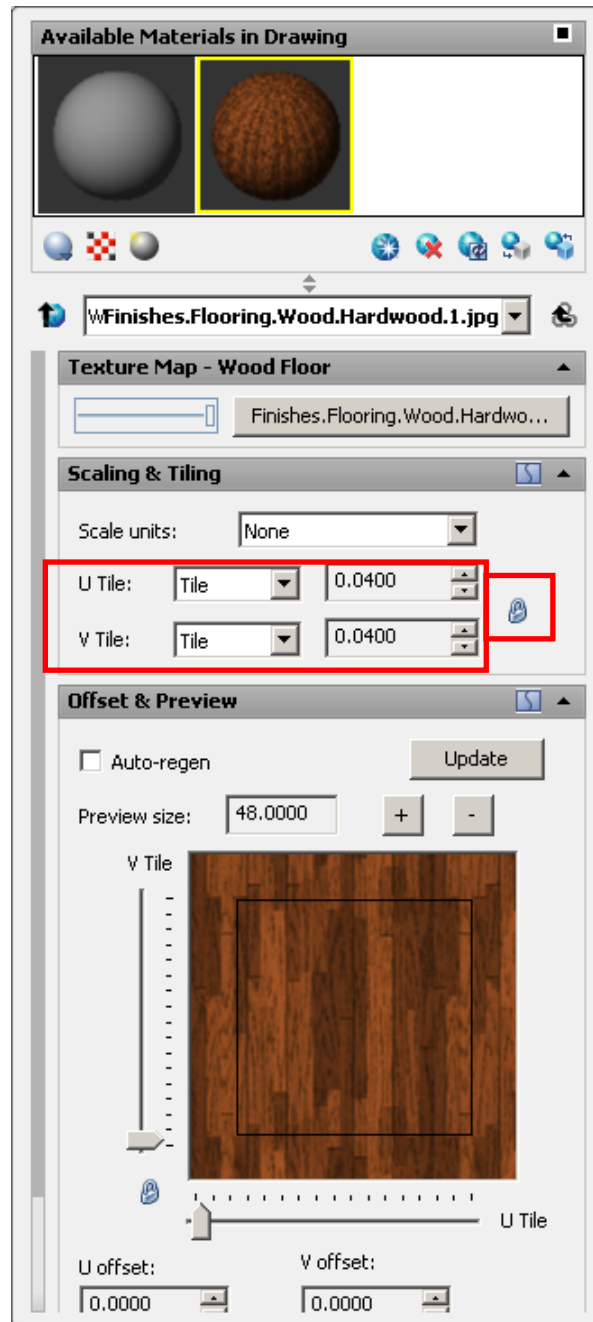 Available Materials in Drawing
WFinishes.Flooring.Wood.Hardwood.1.jpg
Texture Map - Wood Floor
Finishes.Flooring.Wood.Hardwo...
Scaling & Tiling
Scale units: None
U Tile: Tile 0.0400
V Tile: Tile 0.0400
Offset & Preview
Auto-regen Update
Preview size: 48.0000 + -
V Tile
U Tile
U offset: V offset:
0.0000 0.0000